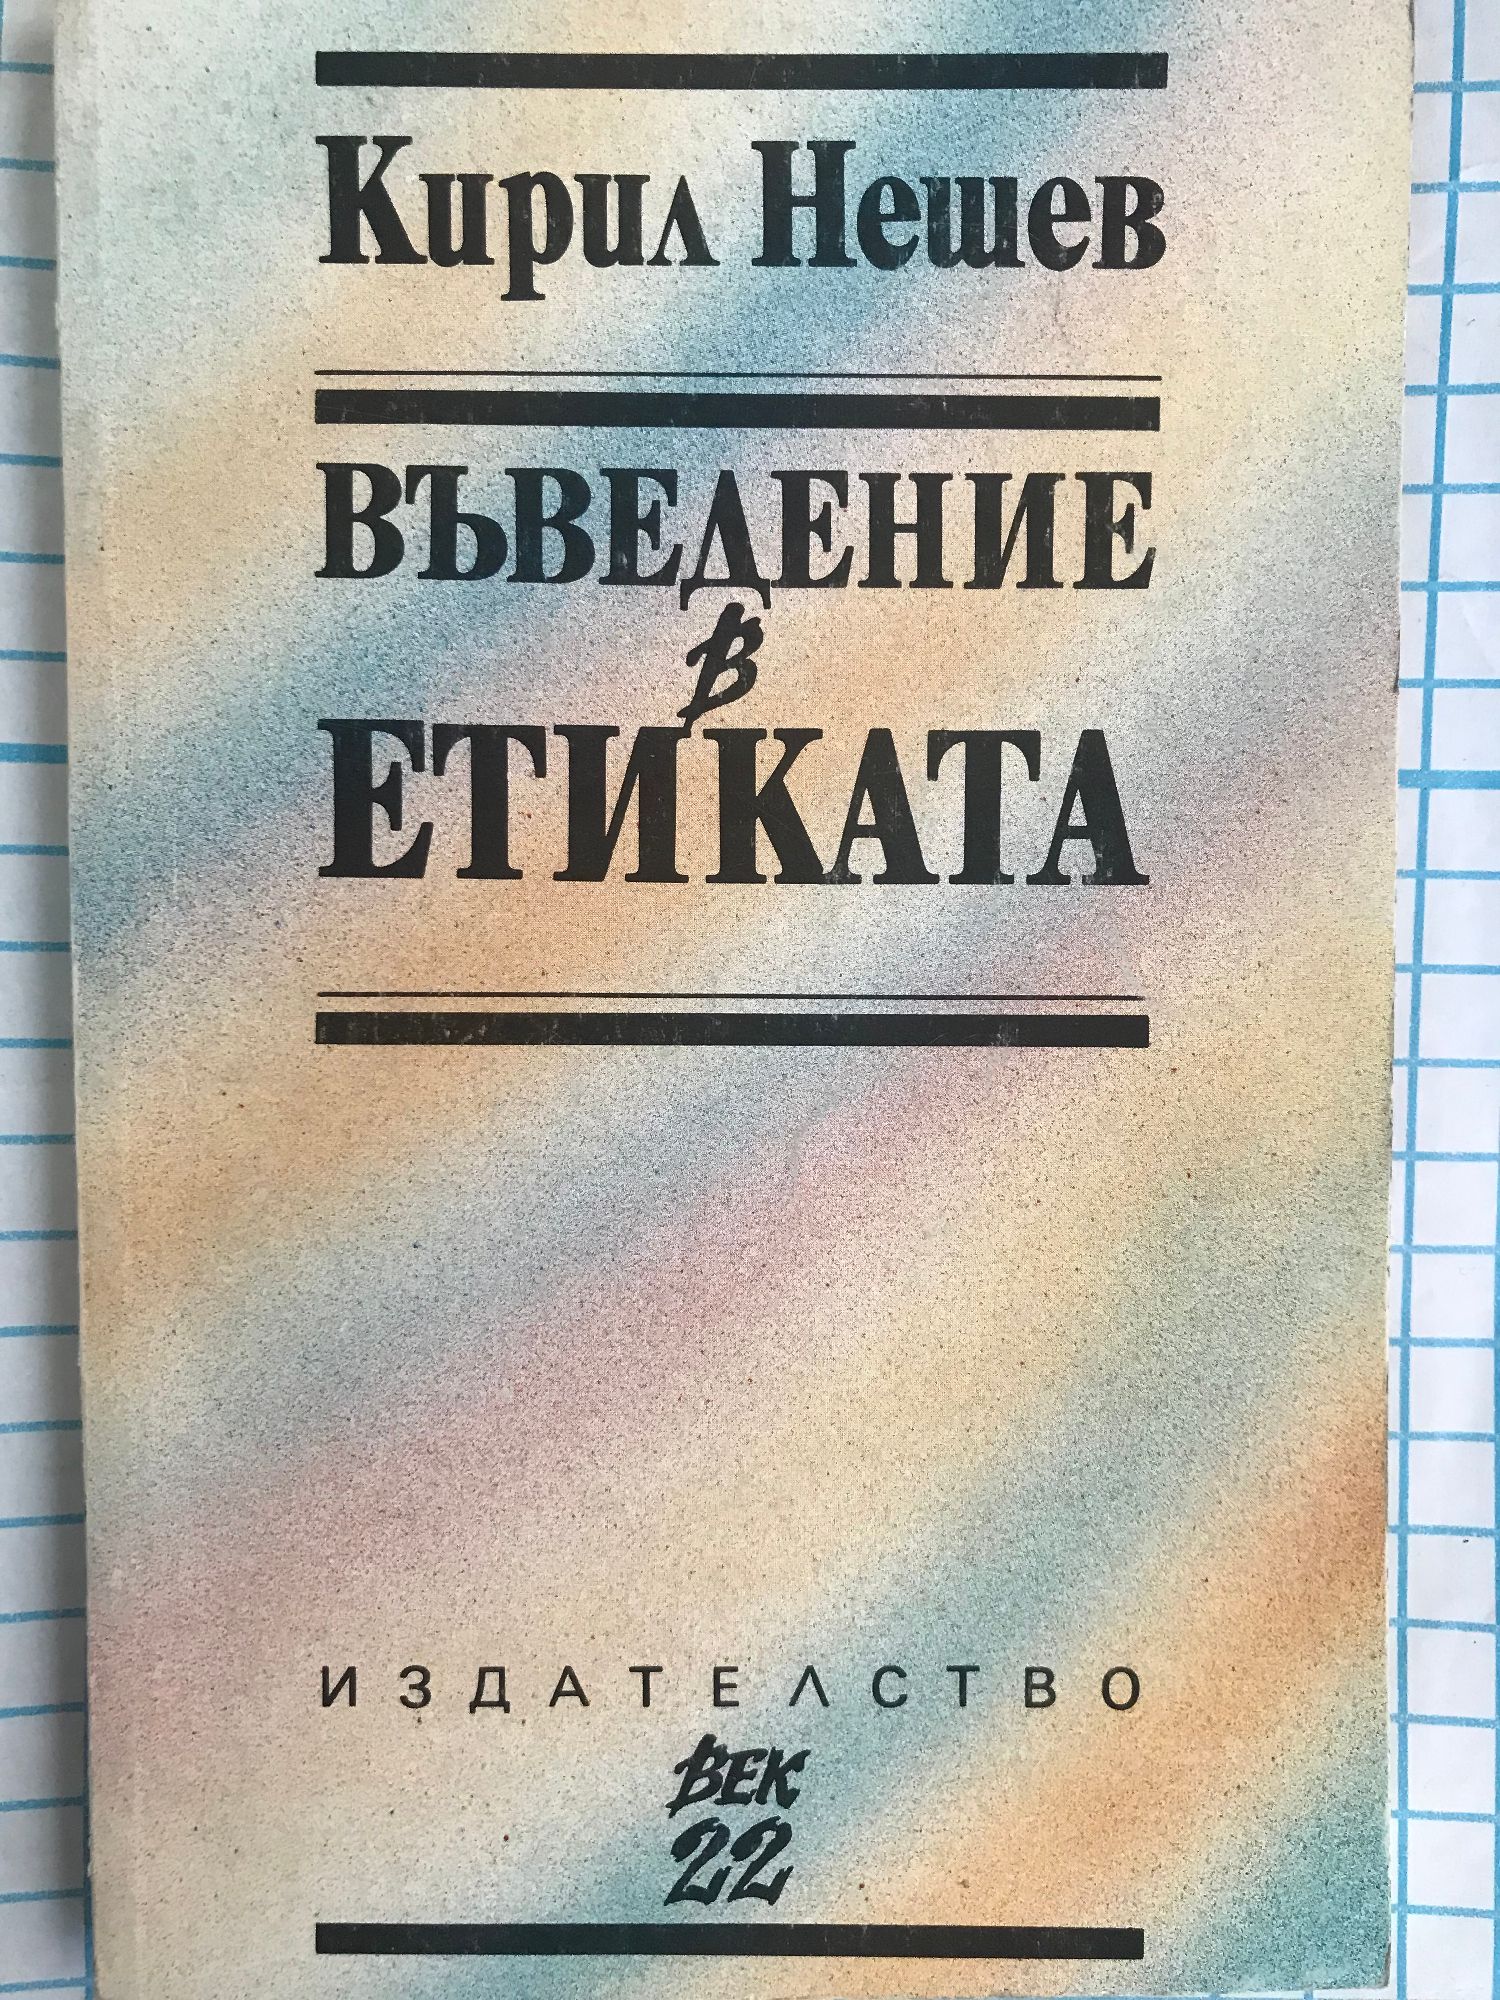 Кирил Нешев
ВЪВЕДЕНИЕ
в
ЕТИКАТА
ИЗДАТЕЛСТВО
ВЕК
22